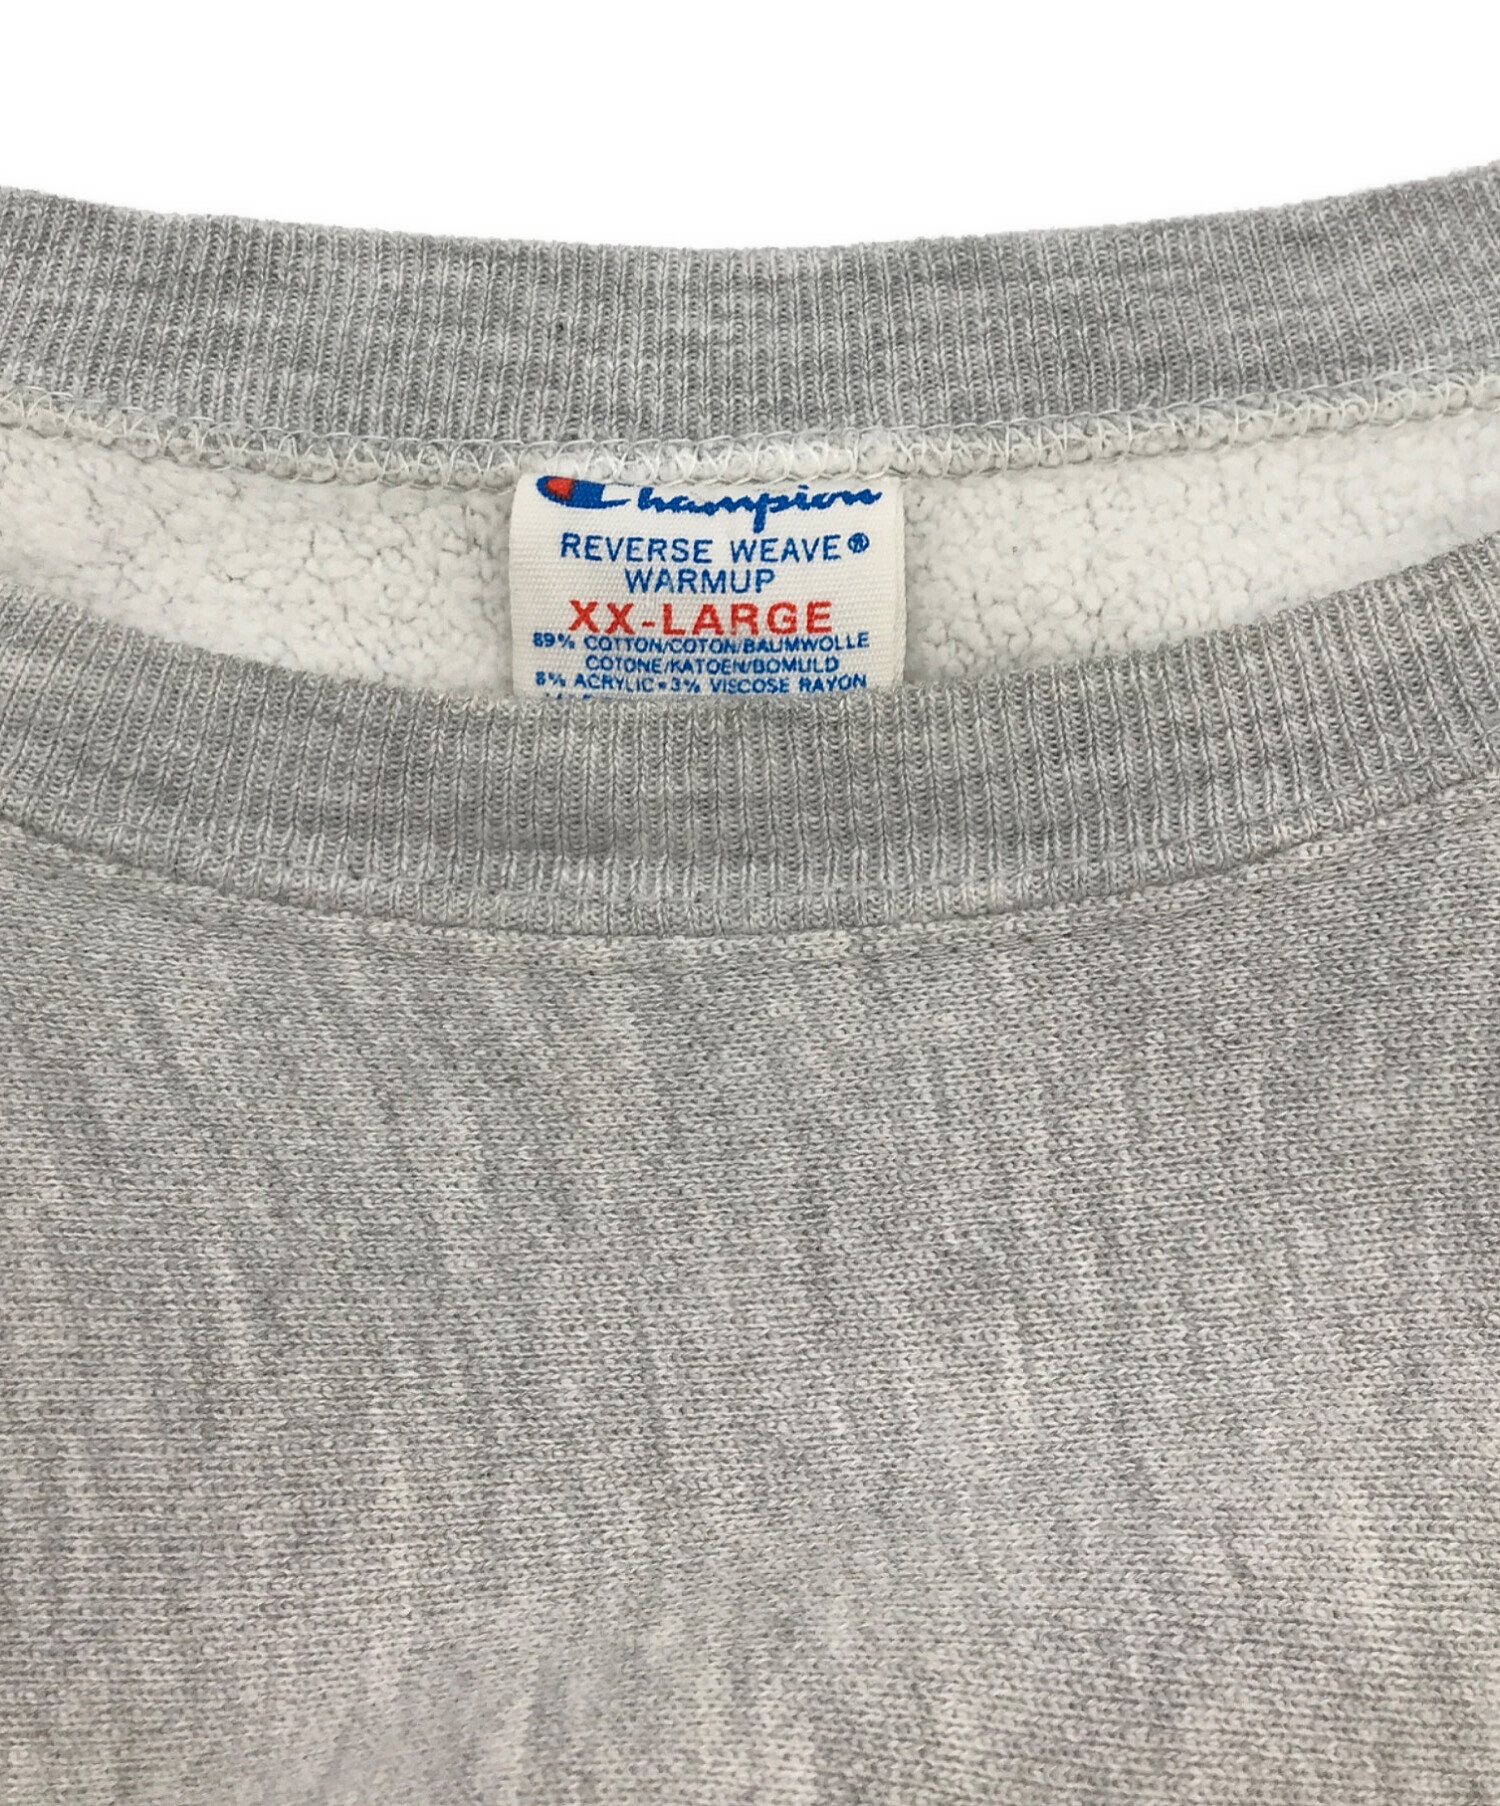 Champion
REVERSE WEAVE®
WARMUP
XX-LARGE
89% COTTON/COTON/BAUMWOLLE
COTONE/KATOEN/BOMULD
8% ACRYLIC•3% VISCOSE RAYON